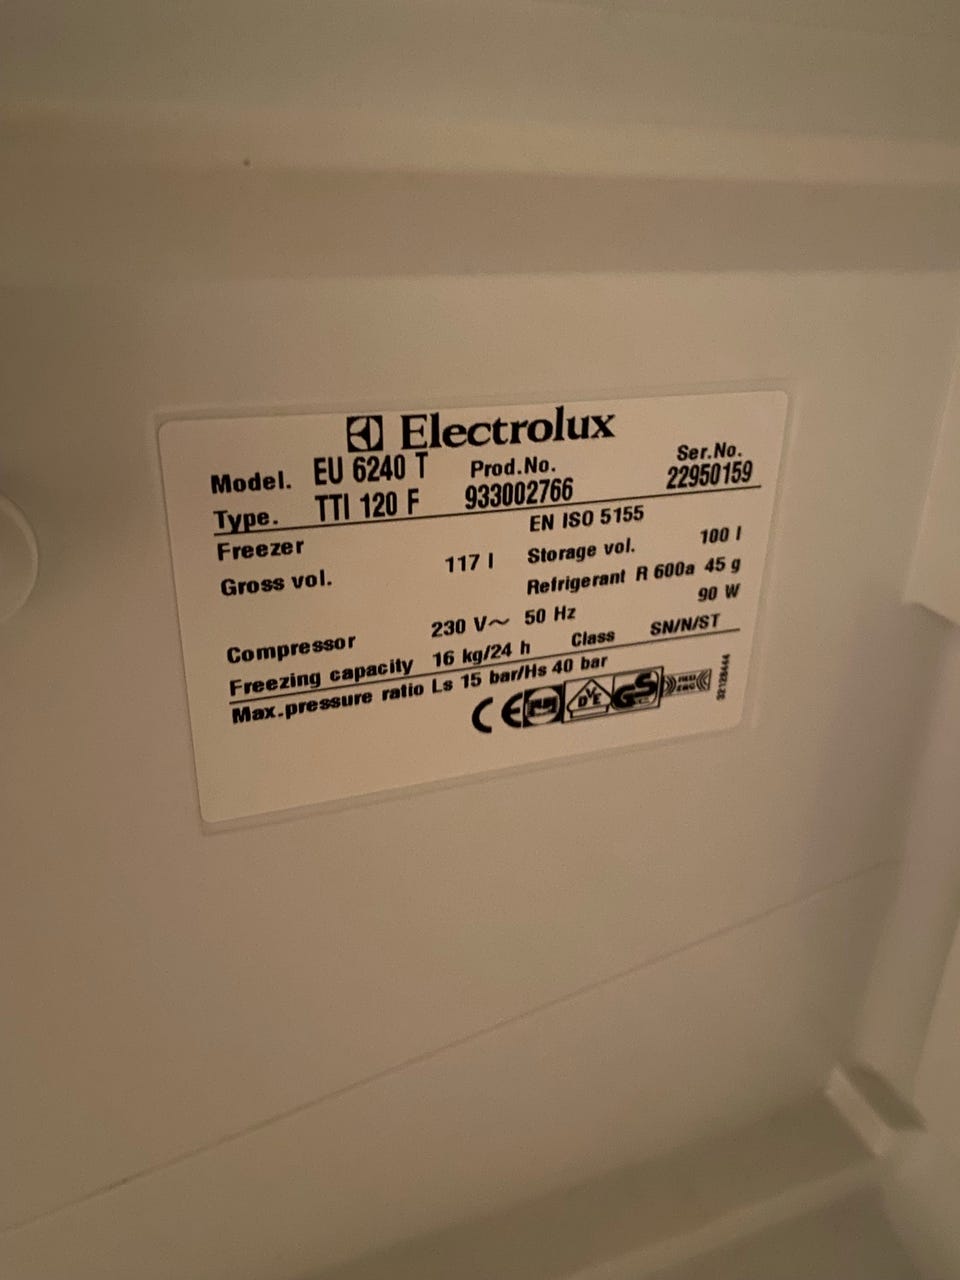 Electrolux
Model. EU 6240 T Prod.No. Ser.No.
Type. TTI 120 F 933002766 22950159
Freezer EN ISO 5155
Gross vol. 117 l Storage vol. 100 l
Refrigerant R 600a 45 g
Compressor 230 V~ 50 Hz 90 W
Freezing capacity 16 kg/24 h Class SN/N/ST
Max.pressure ratio Ls 15 bar/Hs 40 bar
CE DVE GS